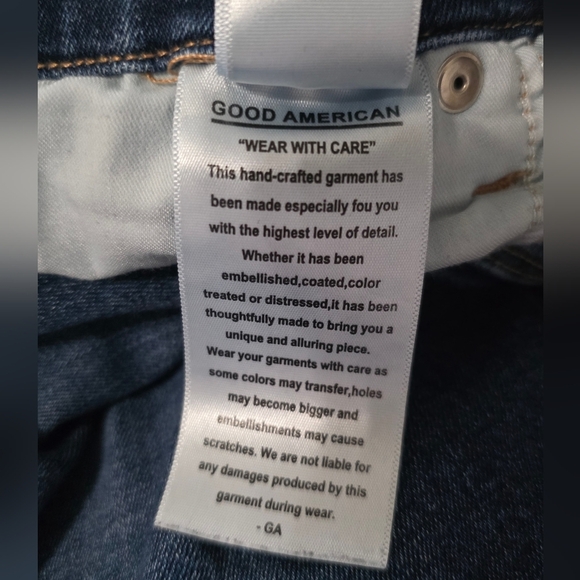 GOOD AMERICAN
"WEAR WITH CARE"
This hand-crafted garment has
been made especially fou you
with the highest level of detail.
Whether it has been
embellished,coated,color
treated or distressed,it has been
thoughtfully made to bring you a
unique and alluring piece.
Wear your garments with care as
some colors may transfer,holes
may become bigger and
embellishments may cause
scratches. We are not liable for
any damages produced by this
garment during wear.
- GA